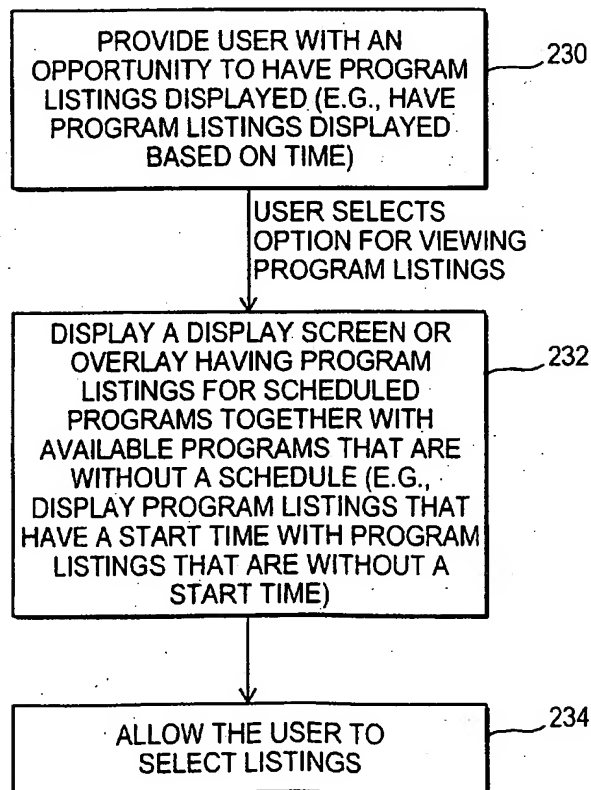 PROVIDE USER WITH AN
OPPORTUNITY TO HAVE PROGRAM
LISTINGS DISPLAYED (E.G., HAVE
PROGRAM LISTINGS DISPLAYED
BASED ON TIME)
230
USER SELECTS
OPTION FOR VIEWING
PROGRAM LISTINGS
DISPLAY A DISPLAY SCREEN OR
OVERLAY HAVING PROGRAM
LISTINGS FOR SCHEDULED
PROGRAMS TOGETHER WITH
AVAILABLE PROGRAMS THAT ARE
WITHOUT A SCHEDULE (E.G.,
DISPLAY PROGRAM LISTINGS THAT
HAVE A START TIME WITH PROGRAM
LISTINGS THAT ARE WITHOUT A
START TIME)
232
ALLOW THE USER TO
SELECT LISTINGS
234